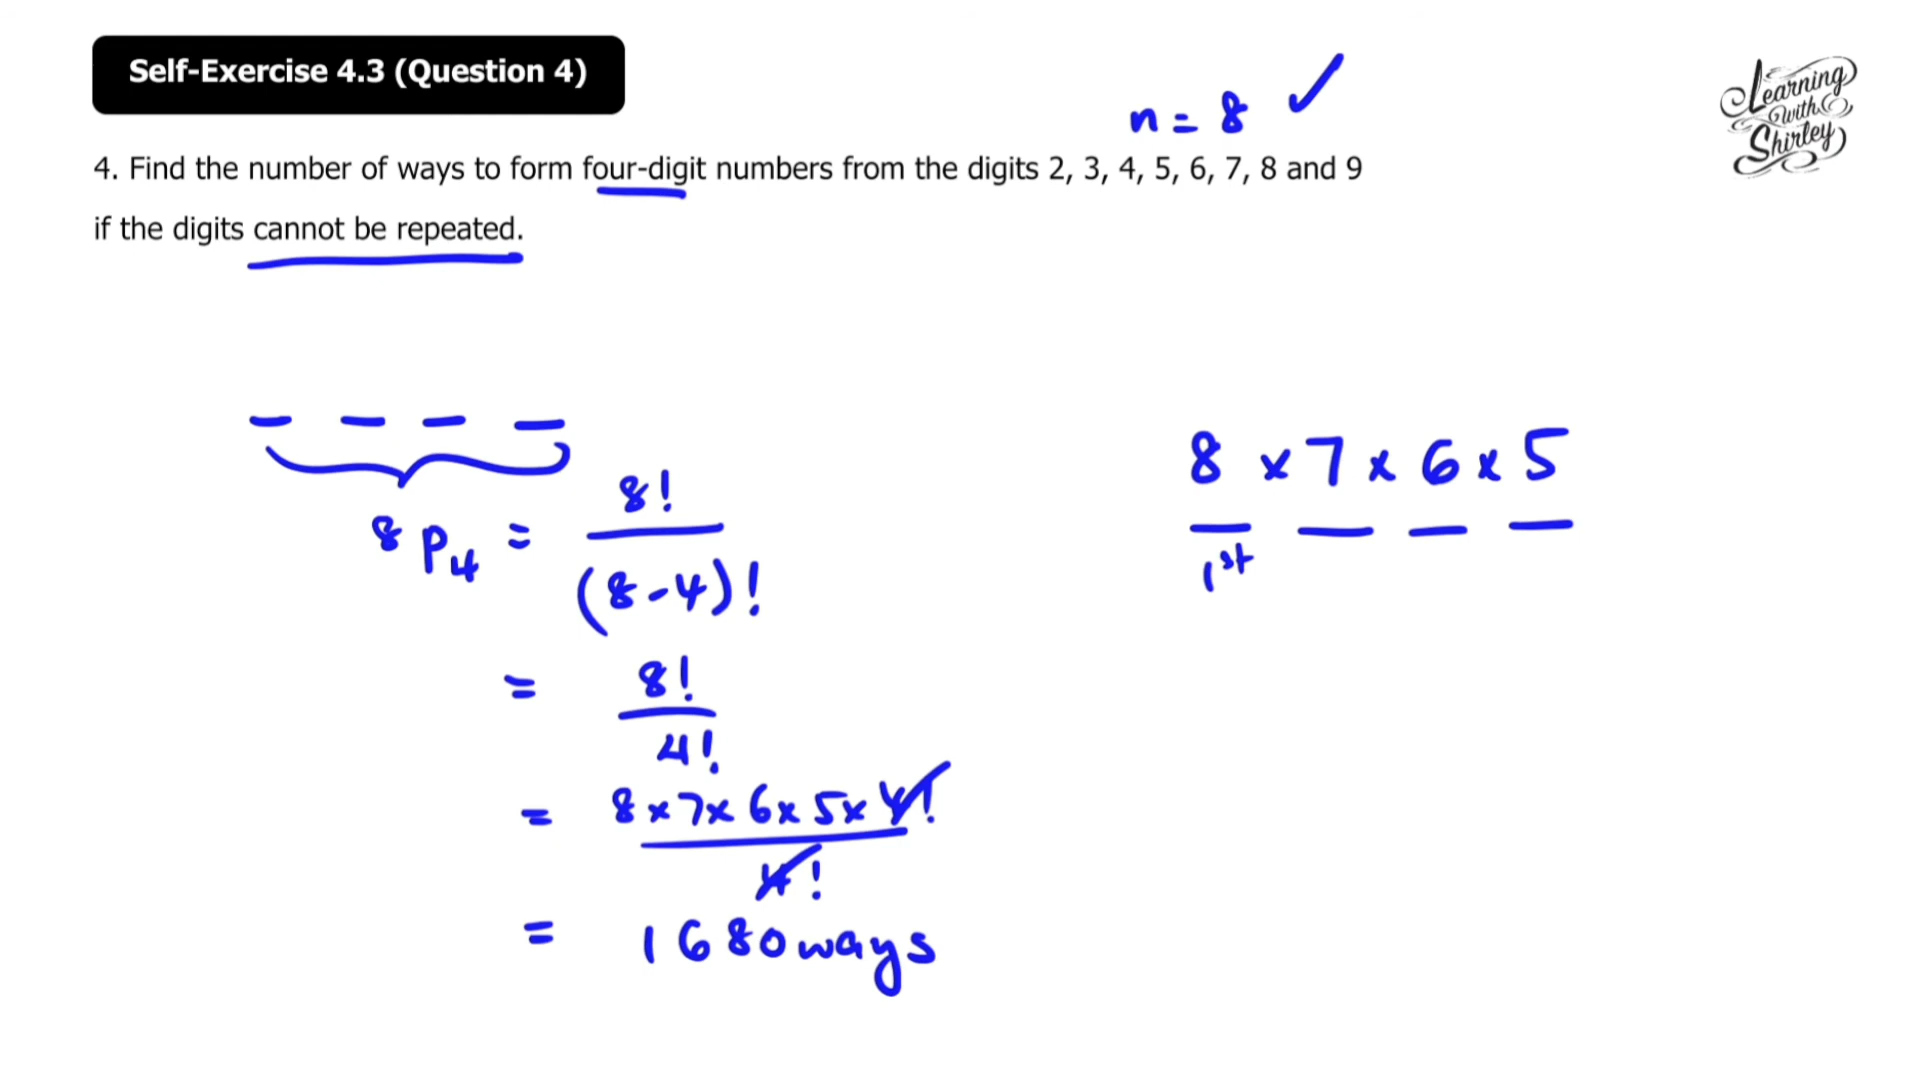 Self-Exercise 4.3 (Question 4)
n = 8 ✓
Learning
with
Shirley
4. Find the number of ways to form four-digit numbers from the digits 2, 3, 4, 5, 6, 7, 8 and 9
if the digits cannot be repeated.
8P4 = 8!
(8-4)!
= 8!
4!
= 8×7×6×5×4!
4!
= 1680 ways
8 × 7 × 6 × 5
1st